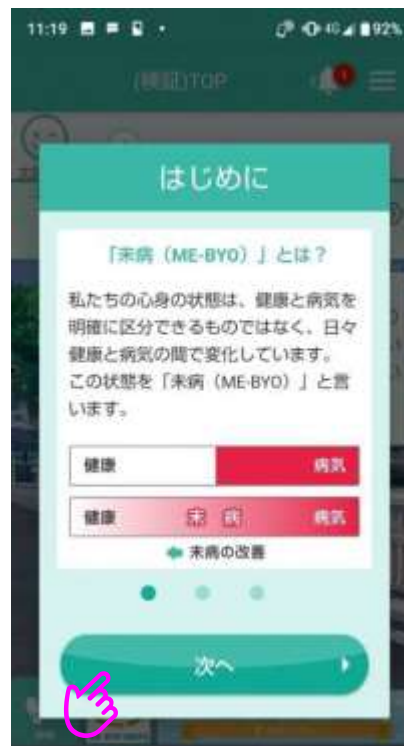 11:19
4G
92%
(検証)TOP
はじめに
「未病（ME-BYO）」とは？
私たちの心身の状態は、健康と病気を
明確に区分できるものではなく、日々
健康と病気の間で変化しています。
この状態を「未病（ME-BYO）」と言
います。
健康 病気
健康 未 病 病気
未病の改善
次へ